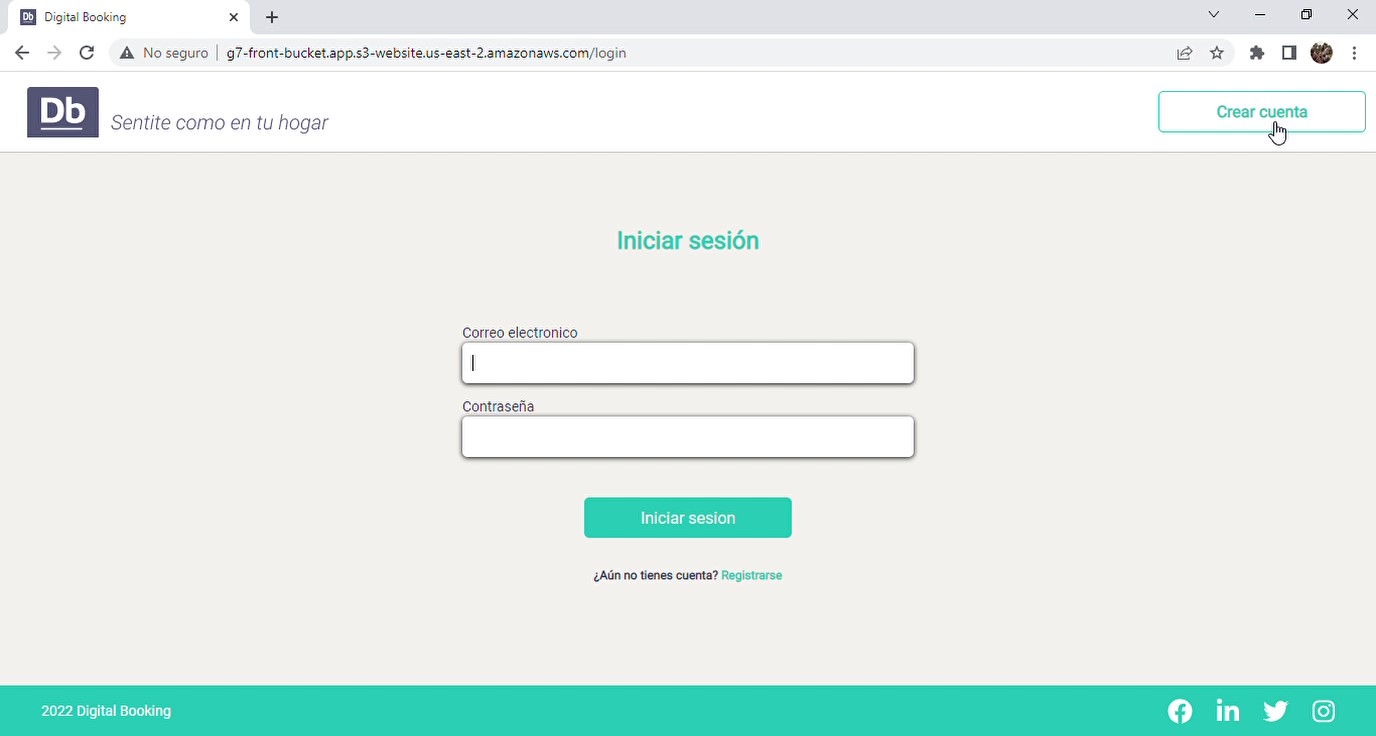 Db Digital Booking
No seguro g7-front-bucket.app.s3-website.us-east-2.amazonaws.com/login
Db Sentite como en tu hogar
Crear cuenta
Iniciar sesión
Correo electronico
Contraseña
Iniciar sesion
¿Aún no tienes cuenta? Registrarse
2022 Digital Booking